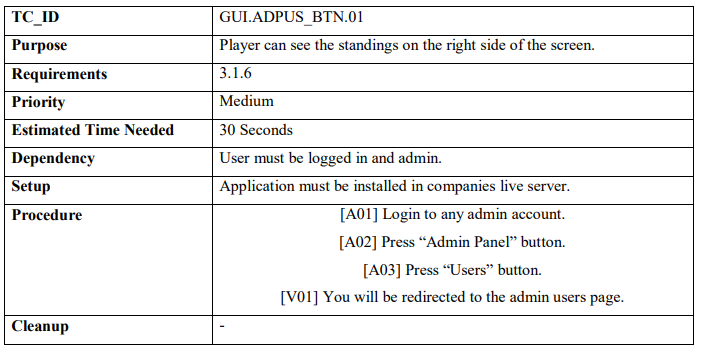 TC_ID GUI.ADPUS_BTN.01
Purpose Player can see the standings on the right side of the screen.
Requirements 3.1.6
Priority Medium
Estimated Time Needed 30 Seconds
Dependency User must be logged in and admin.
Setup Application must be installed in companies live server.
Procedure [A01] Login to any admin account.
[A02] Press “Admin Panel” button.
[A03] Press “Users” button.
[V01] You will be redirected to the admin users page.
Cleanup -